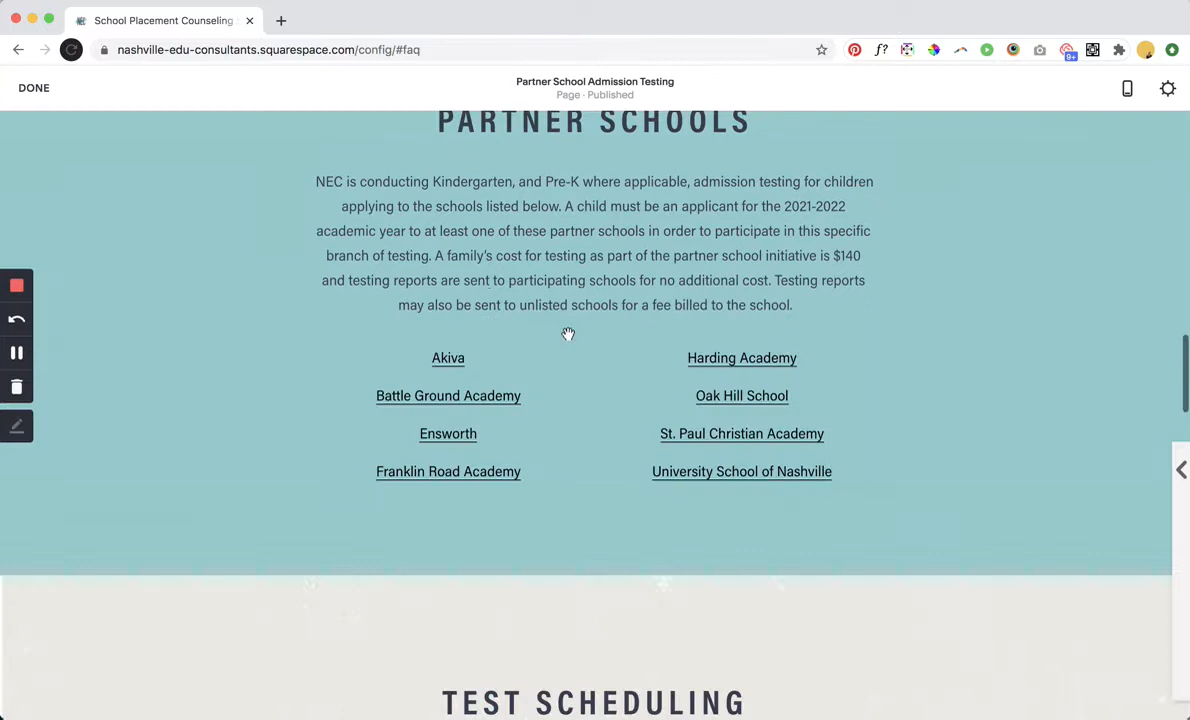 School Placement Counseling
nashville-edu-consultants.squarespace.com/config/#faq
f?
9+
DONE
Partner School Admission Testing
Page · Published
PARTNER SCHOOLS
NEC is conducting Kindergarten, and Pre-K where applicable, admission testing for children
applying to the schools listed below. A child must be an applicant for the 2021-2022
academic year to at least one of these partner schools in order to participate in this specific
branch of testing. A family's cost for testing as part of the partner school initiative is $140
and testing reports are sent to participating schools for no additional cost. Testing reports
may also be sent to unlisted schools for a fee billed to the school.
Akiva
Battle Ground Academy
Ensworth
Franklin Road Academy
Harding Academy
Oak Hill School
St. Paul Christian Academy
University School of Nashville
TEST SCHEDULING